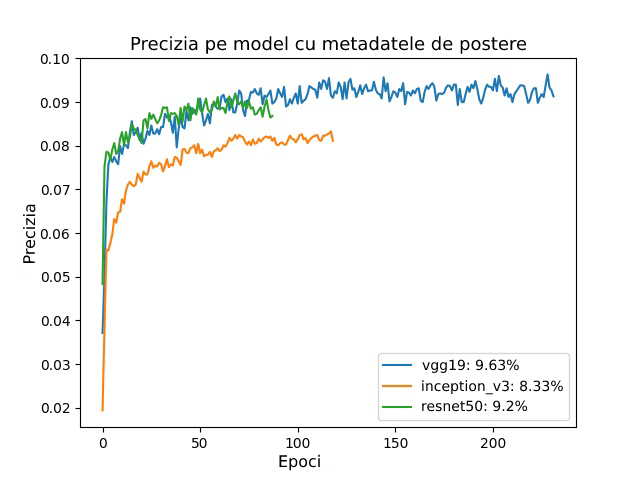 Precizia pe model cu metadatele de postere
0.10
0.09
0.08
0.07
0.06
0.05
0.04
0.03
0.02
Precizia
0
50
100
150
200
Epoci
vgg19: 9.63%
inception_v3: 8.33%
resnet50: 9.2%